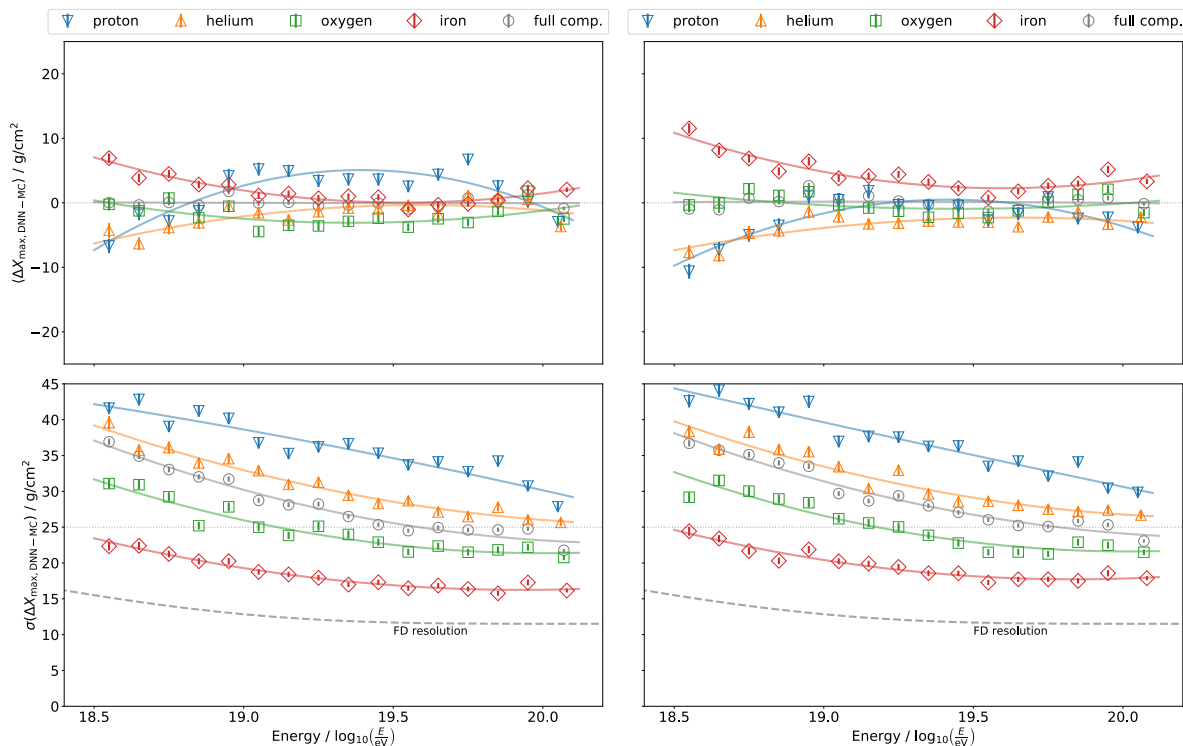 proton helium oxygen iron full comp.
proton helium oxygen iron full comp.
⟨ΔX_max, DNN − MC⟩ / g/cm²
20
10
0
−10
−20
σ(ΔX_max, DNN − MC) / g/cm²
45
40
35
30
25
20
15
10
5
0
FD resolution
FD resolution
18.5 19.0 19.5 20.0
18.5 19.0 19.5 20.0
Energy / log₁₀(E/eV)
Energy / log₁₀(E/eV)